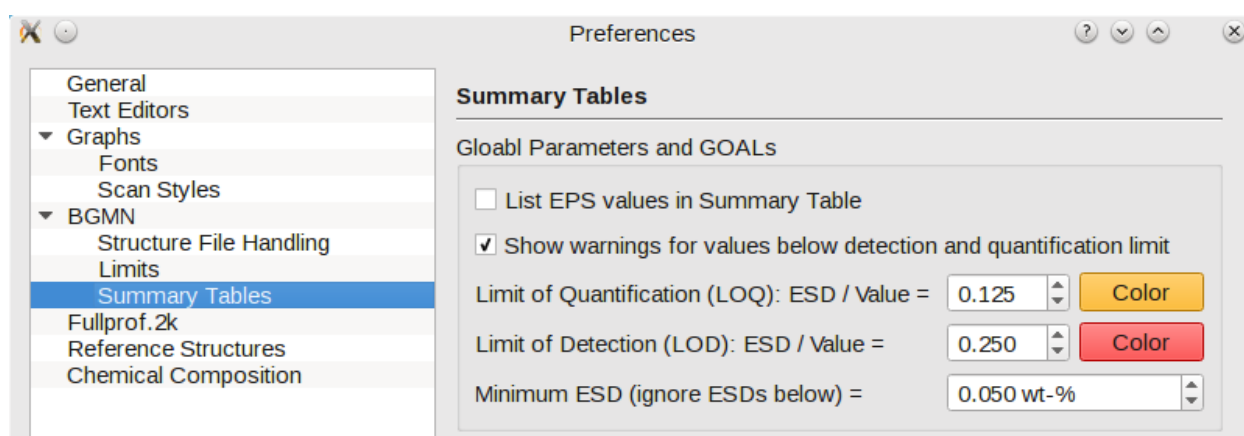 Preferences
General
Text Editors
Graphs
Fonts
Scan Styles
BGMN
Structure File Handling
Limits
Summary Tables
Fullprof.2k
Reference Structures
Chemical Composition
Summary Tables
Gloabl Parameters and GOALs
List EPS values in Summary Table
Show warnings for values below detection and quantification limit
Limit of Quantification (LOQ): ESD / Value = 0.125 Color
Limit of Detection (LOD): ESD / Value = 0.250 Color
Minimum ESD (ignore ESDs below) = 0.050 wt-%